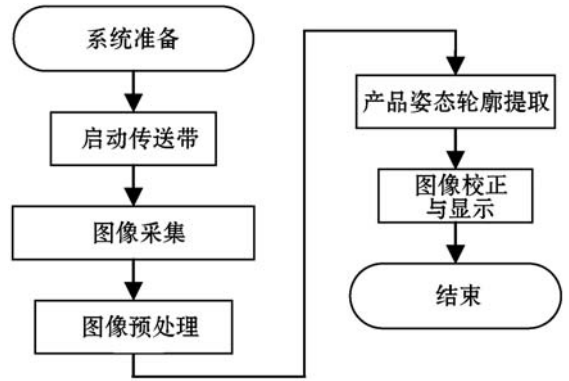 系统准备
启动传送带
图像采集
图像预处理
产品姿态轮廓提取
图像校正
与显示
结束